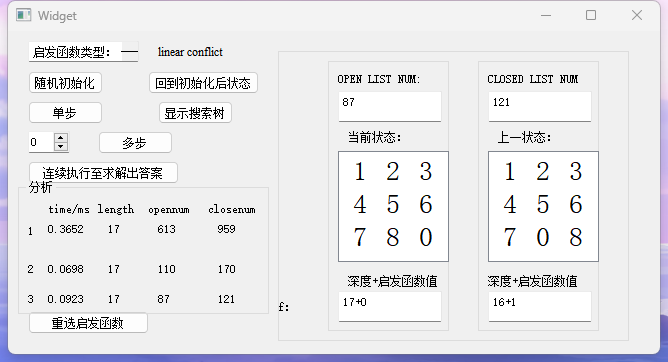 Widget
启发函数类型： —— linear conflict
随机初始化 回到初始化后状态
单步 显示搜索树
0 多步
连续执行至求解出答案
分析
time/ms length opennum closenum
1 0.3652 17 613 959
2 0.0698 17 110 170
3 0.0923 17 87 121
重选启发函数
f:
OPEN LIST NUM:
87
当前状态:
1 2 3
4 5 6
7 8 0
深度+启发函数值
17+0
CLOSED LIST NUM
121
上一状态:
1 2 3
4 5 6
7 0 8
深度+启发函数值
16+1